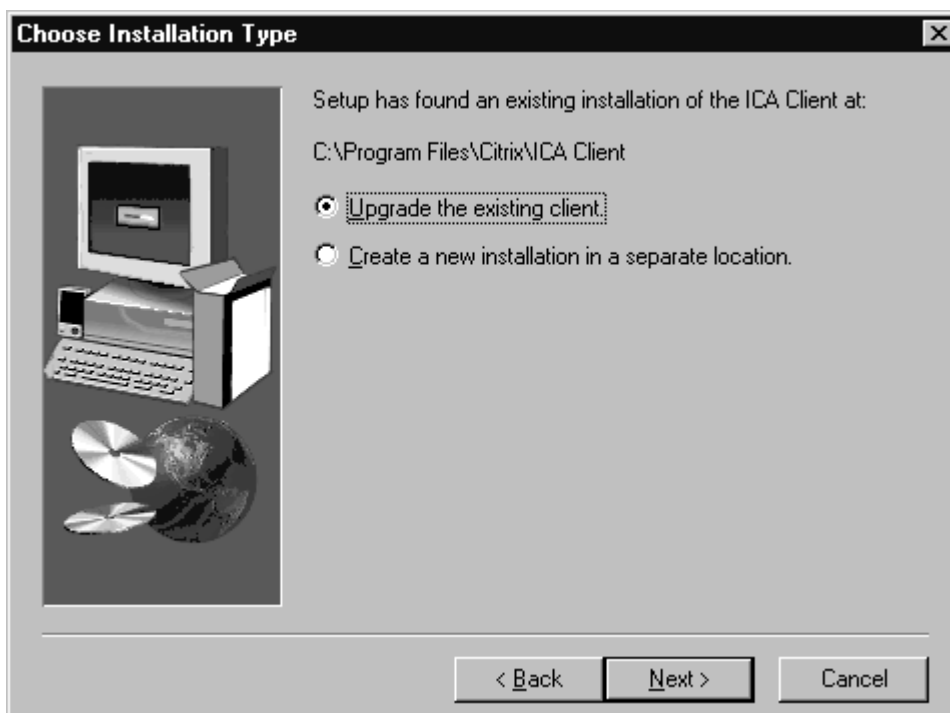 Choose Installation Type
Setup has found an existing installation of the ICA Client at:
C:\Program Files\Citrix\ICA Client
Upgrade the existing client.
Create a new installation in a separate location.
< Back
Next >
Cancel